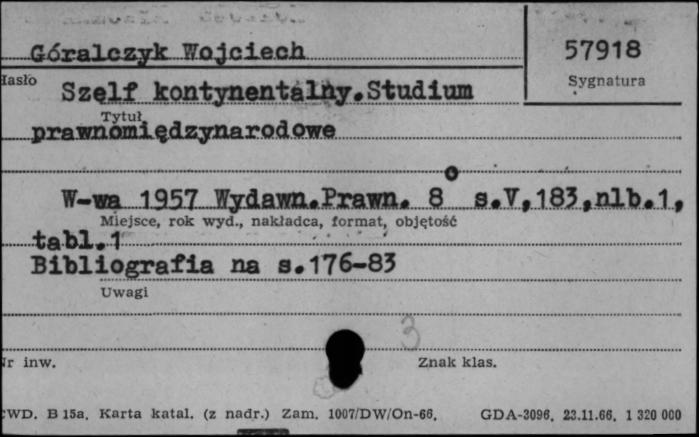 Góralczyk Wojciech
57918
Hasło
Sygnatura
Szelf kontynentalny.Studium
Tytuł
prawnomiędzynarodowe
W-wa 1957 Wydawn.Prawn. 8° s.V,183,nlb.1,
Miejsce, rok wyd., nakładca, format, objętość
tabl.1
Bibliografia na s.176-83
Uwagi
3
Nr inw.
Znak klas.
CWD. B 15a. Karta katal. (z nadr.) Zam. 1007/DW/On-66. GDA-3096. 23.11.66. 1 320 000